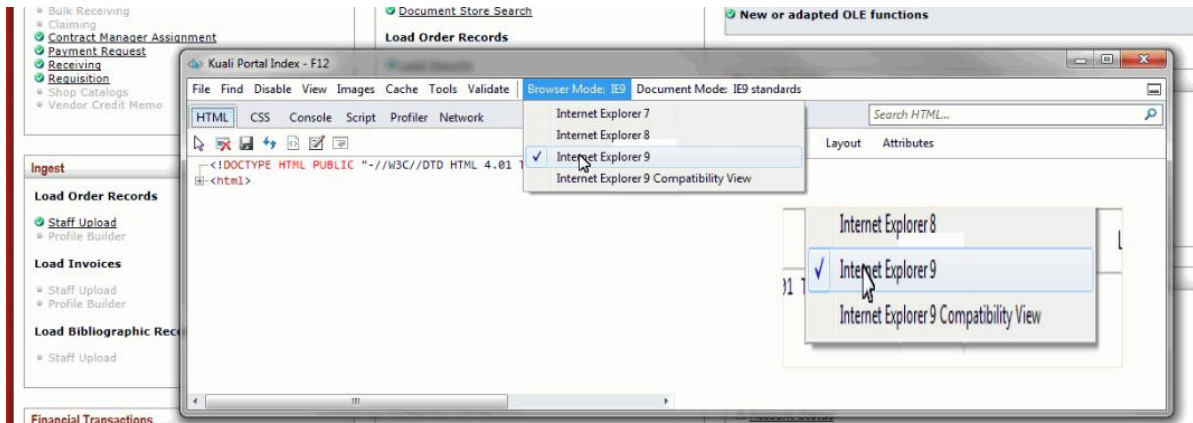 Bulk Receiving
Claiming
Contract Manager Assignment
Payment Request
Receiving
Requisition
Shop Catalogs
Vendor Credit Memo
Document Store Search
Load Order Records
New or adapted OLE functions
Ingest
Load Order Records
Staff Upload
Profile Builder
Load Invoices
Staff Upload
Profile Builder
Load Bibliographic Rec
Staff Upload
Financial Transactions
Kuali Portal Index - F12
File Find Disable View Images Cache Tools Validate Browser Mode: IE9 Document Mode: IE9 standards
HTML CSS Console Script Profiler Network
Search HTML...
Internet Explorer 7
Internet Explorer 8
Internet Explorer 9
Internet Explorer 9 Compatibility View
Layout Attributes
<!DOCTYPE HTML PUBLIC "-//W3C//DTD HTML 4.01 T
<html>
Internet Explorer 8
L
Internet Explorer 9
01 T
Internet Explorer 9 Compatibility View